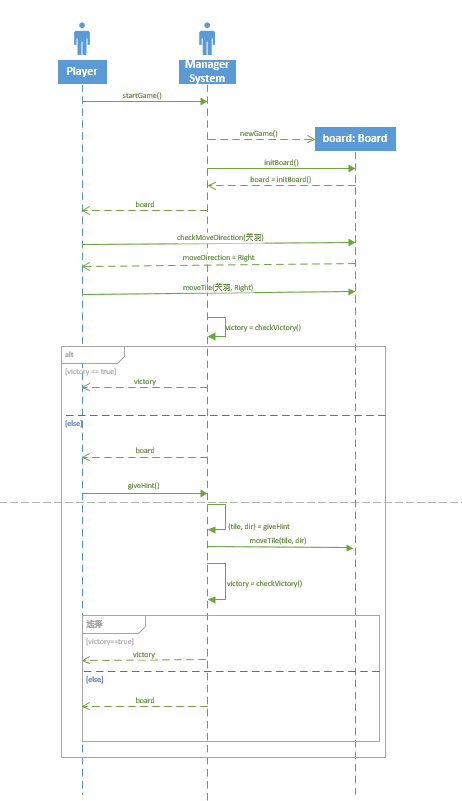 Player
Manager
System
startGame()
newGame()
board: Board
initBoard()
board = initBoard()
board
checkMoveDirection(关羽)
moveDirection = Right
moveTile(关羽, Right)
victory = checkVictory()
alt
[victory == true]
victory
[else]
board
giveHint()
(tile, dir) = giveHint
moveTile(tile, dir)
victory = checkVictory()
选择
[victory==true]
victory
[else]
board